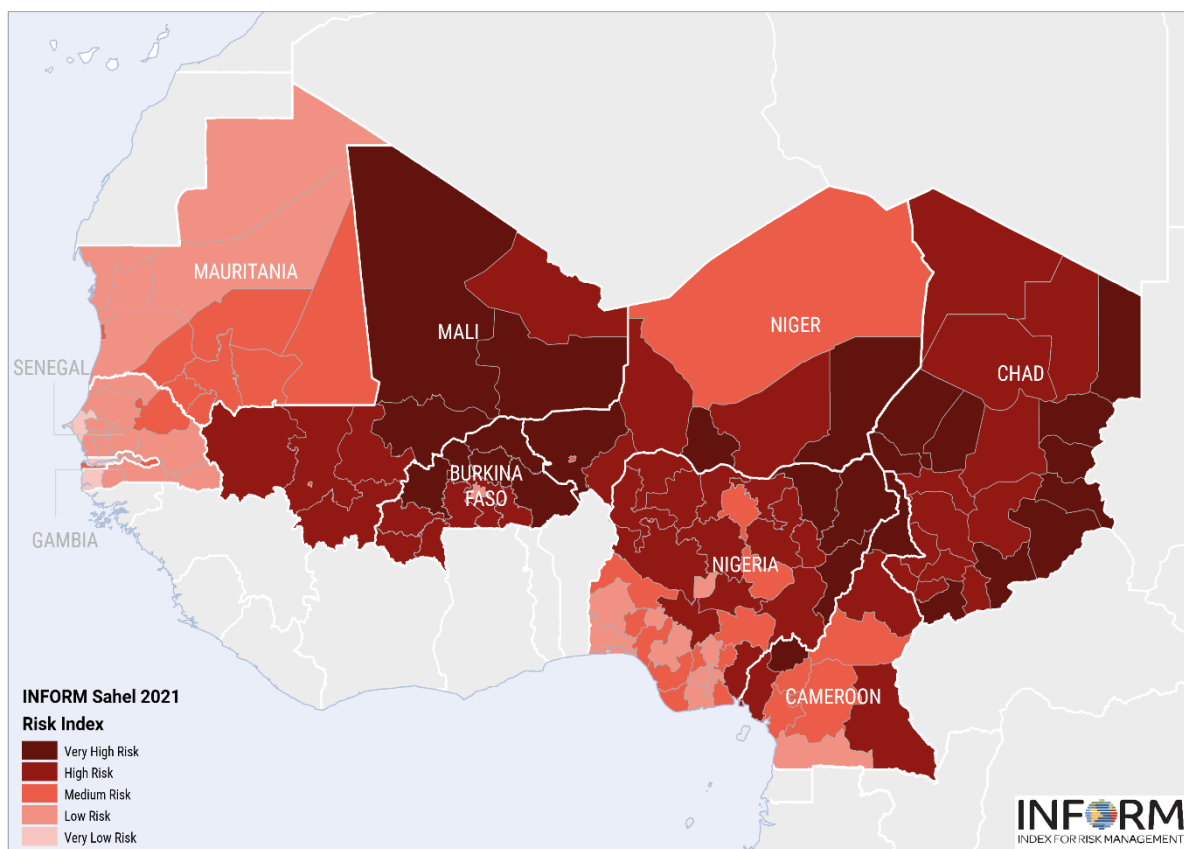 MAURITANIA
MALI
NIGER
CHAD
SENEGAL
BURKINA
FASO
GAMBIA
NIGERIA
CAMEROON
INFORM Sahel 2021
Risk Index
Very High Risk
High Risk
Medium Risk
Low Risk
Very Low Risk
INFORM
INDEX FOR RISK MANAGEMENT